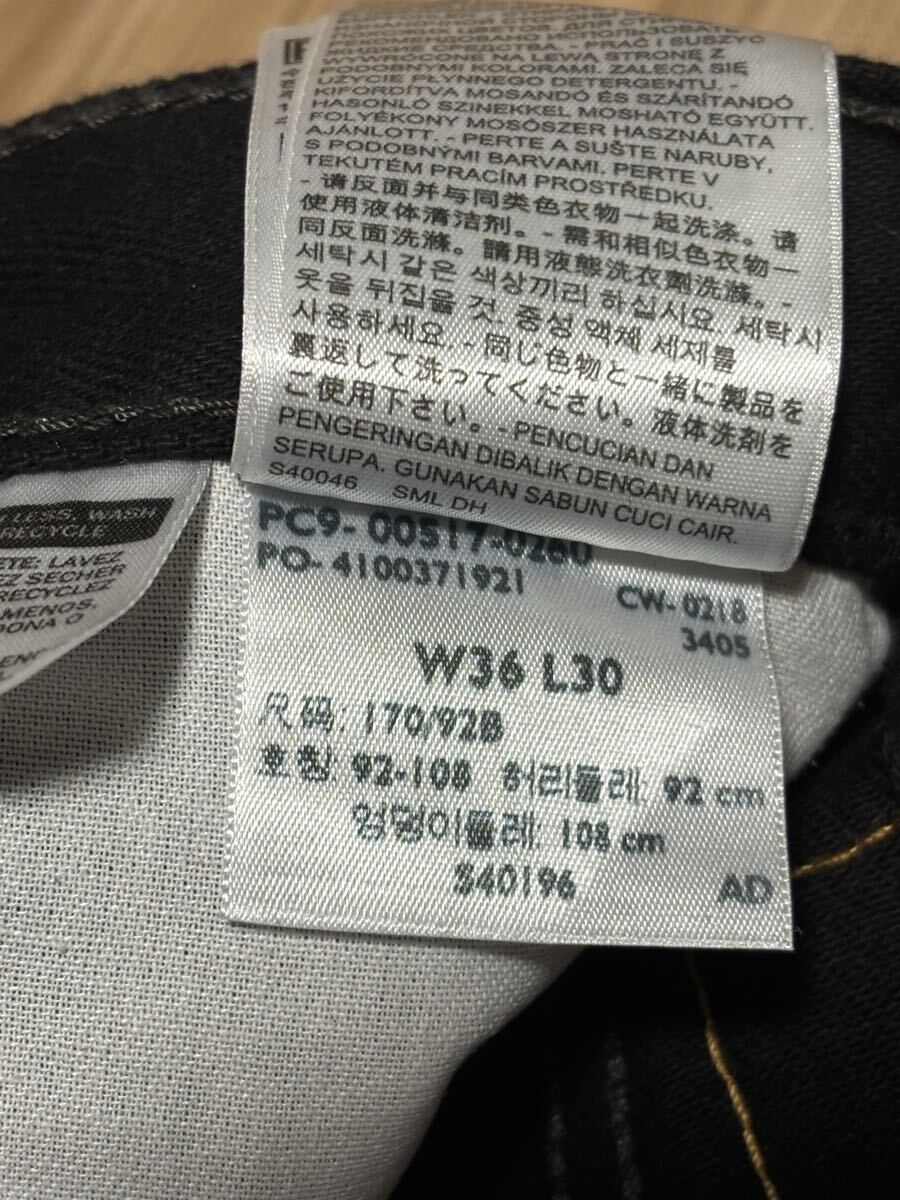 UŻYCIE PŁYNNEGO DETERGENTU. -
KIFORDÍTVA MOSANDÓ ÉS SZÁRÍTANDÓ
HASONLÓ SZINEKKEL MOSHATÓ EGYÜTT.
FOLYÉKONY MOSÓSZER HASZNÁLATA
AJÁNLOTT. - PERTE A SUŠTE NARUBY,
S PODOBNÝMI BARVAMI. PERTE V
TEKUTÉM PRACÍM PROSTŘEDKU.
- 请反面并与同类色衣物一起洗涤。请
使用液体清洁剂。- 需和相似色衣物一
同反面洗滌。請用液態洗衣劑洗滌。-
세탁시 같은 색상끼리 하십시요. 세탁시
옷을 뒤집을 것. 중성 액체 세제를
사용하세요. - 同じ色物と一緒に製品を
裏返して洗ってください。液体洗剤を
ご使用下さい。- PENCUCIAN DAN
PENGERINGAN DIBALIK DENGAN WARNA
SERUPA. GUNAKAN SABUN CUCI CAIR.
S40046 SML DH
PC9- 00517-0260
PO- 4100371921
CW- 0218
3405
W36 L30
尺码: 170/92B
호칭: 92-108 허리둘레: 92 cm
엉덩이둘레: 108 cm
S40196 AD
WASH
RECYCLE
LAVEZ
SÉCHER
RECYCLEZ
MENOS,